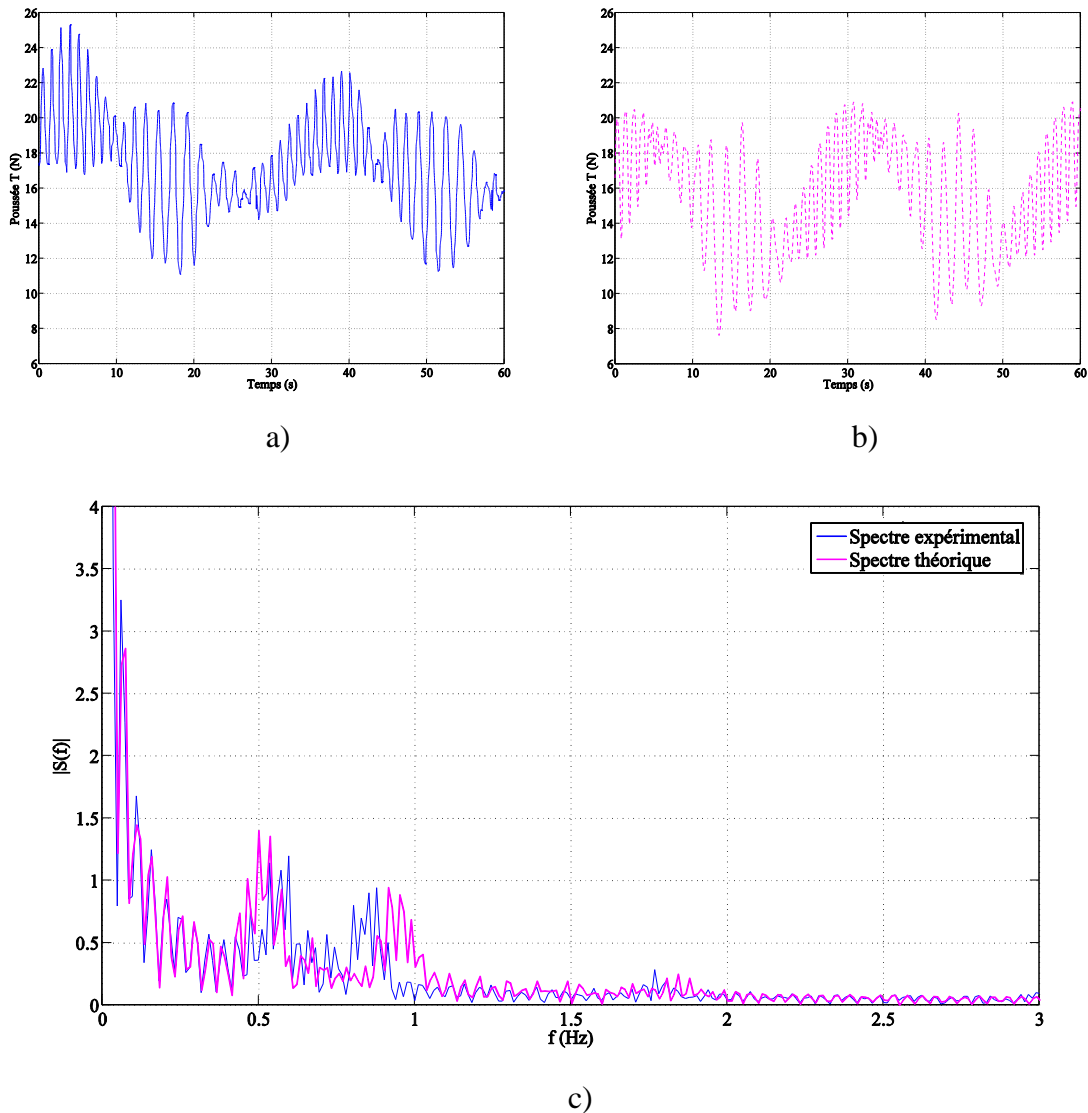 26
24
22
20
18
16
14
12
10
8
6
Poussée T (N)
0 10 20 30 40 50 60
Temps (s)
a)
26
24
22
20
18
16
14
12
10
8
6
Poussée T (N)
0 10 20 30 40 50 60
Temps (s)
b)
4
3.5
3
2.5
2
1.5
1
0.5
0
|S(f)|
Spectre expérimental
Spectre théorique
0 0.5 1 1.5 2 2.5 3
f (Hz)
c)